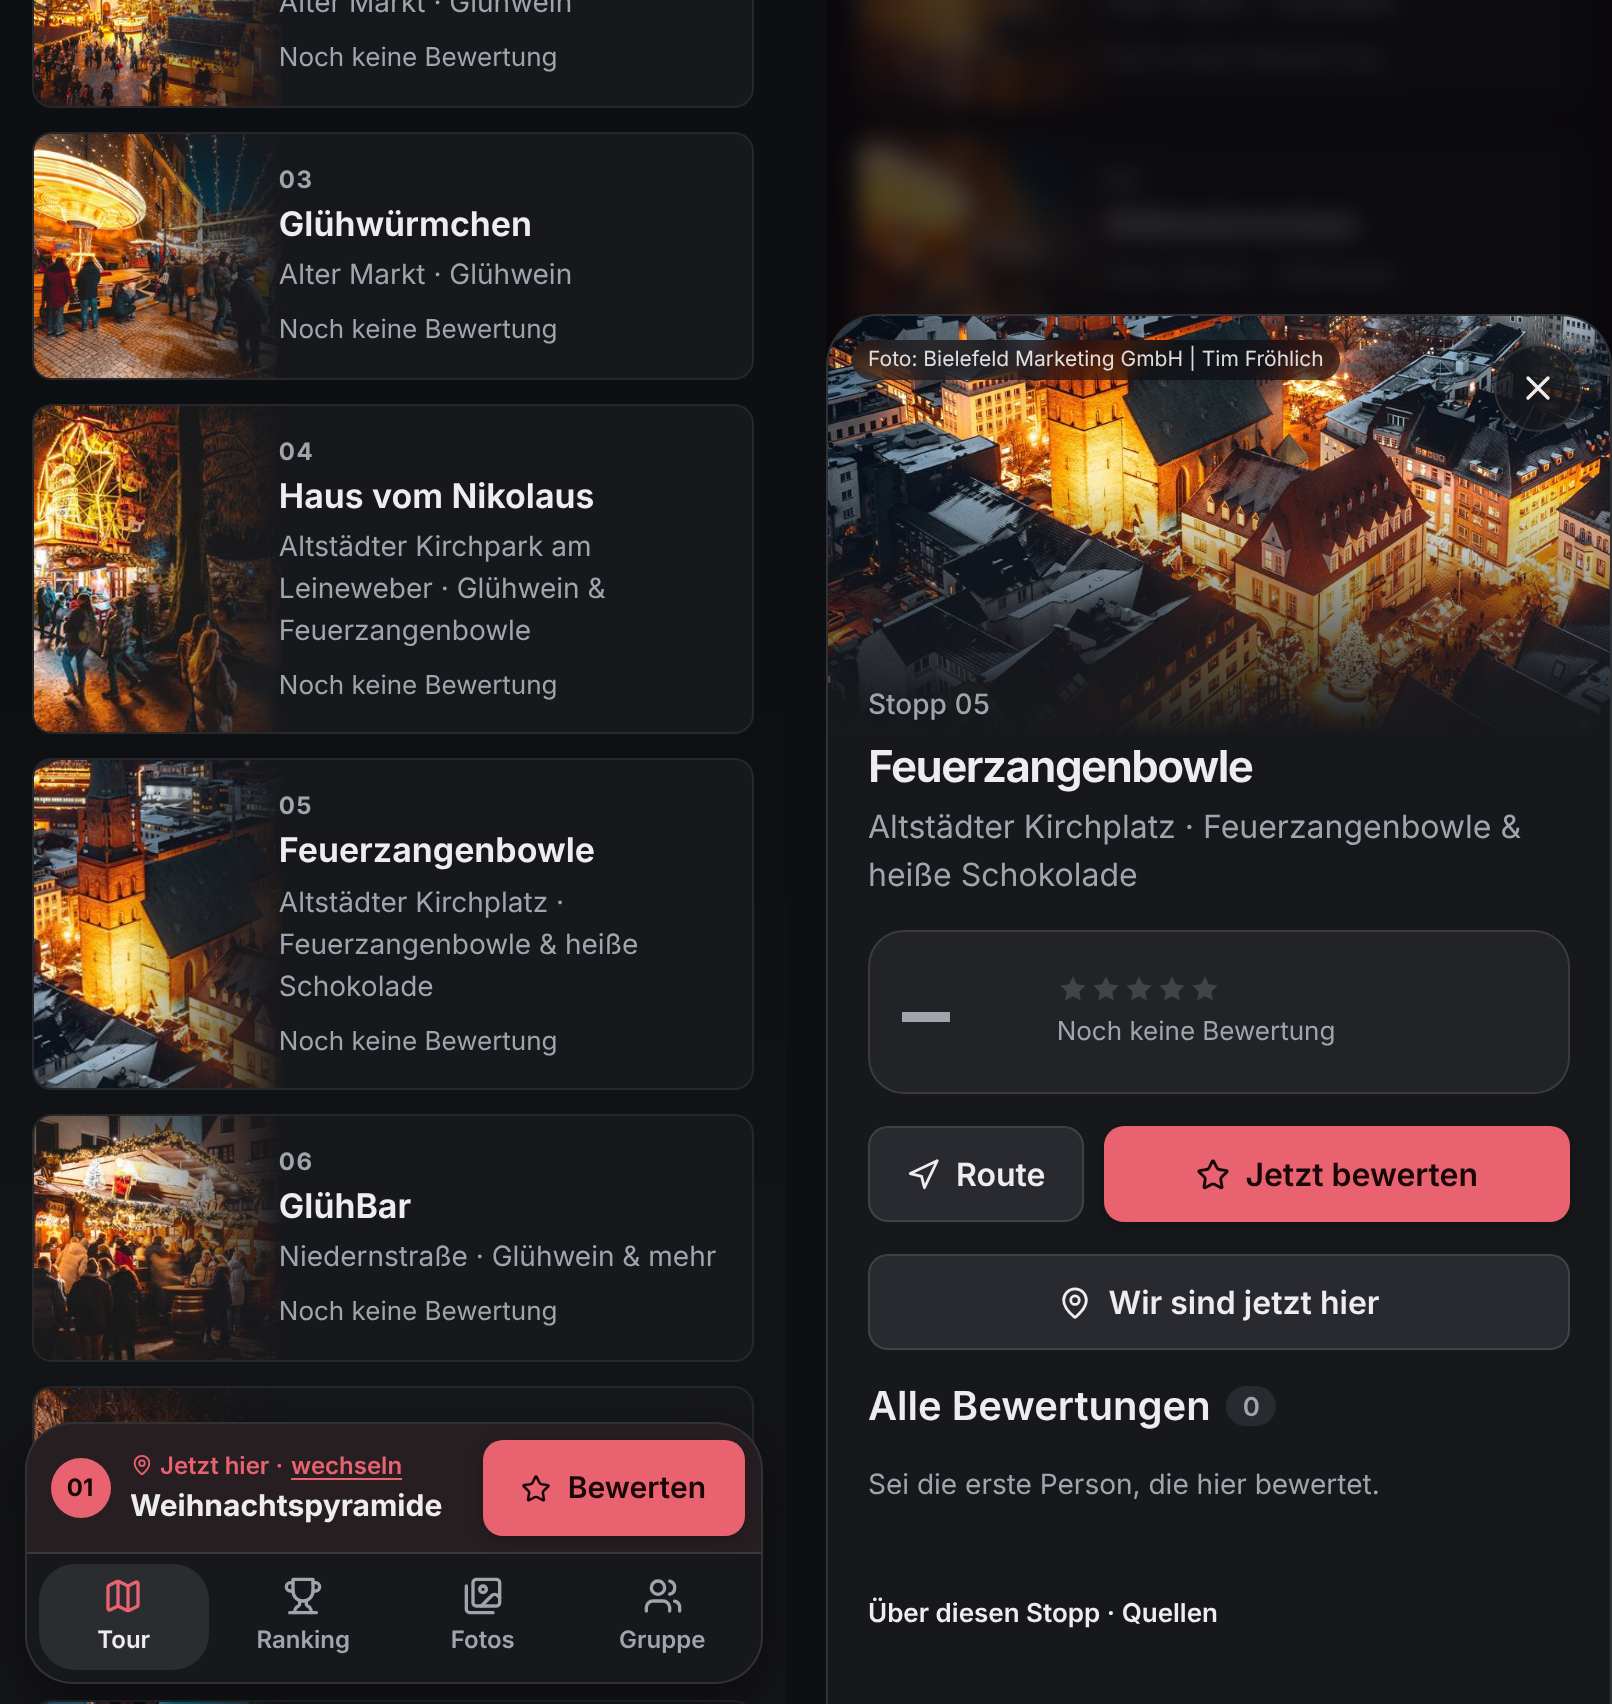 Alter Markt · Glühwein
Noch keine Bewertung
03
Glühwürmchen
Alter Markt · Glühwein
Noch keine Bewertung
04
Haus vom Nikolaus
Altstädter Kirchpark am
Leineweber · Glühwein &
Feuerzangenbowle
Noch keine Bewertung
05
Feuerzangenbowle
Altstädter Kirchplatz ·
Feuerzangenbowle & heiße
Schokolade
Noch keine Bewertung
06
GlühBar
Niedernstraße · Glühwein & mehr
Noch keine Bewertung
01
Jetzt hier · wechseln
Weihnachtspyramide
Bewerten
Tour
Ranking
Fotos
Gruppe
Foto: Bielefeld Marketing GmbH | Tim Fröhlich
Stopp 05
Feuerzangenbowle
Altstädter Kirchplatz · Feuerzangenbowle &
heiße Schokolade
Noch keine Bewertung
Route
Jetzt bewerten
Wir sind jetzt hier
Alle Bewertungen 0
Sei die erste Person, die hier bewertet.
Über diesen Stopp · Quellen